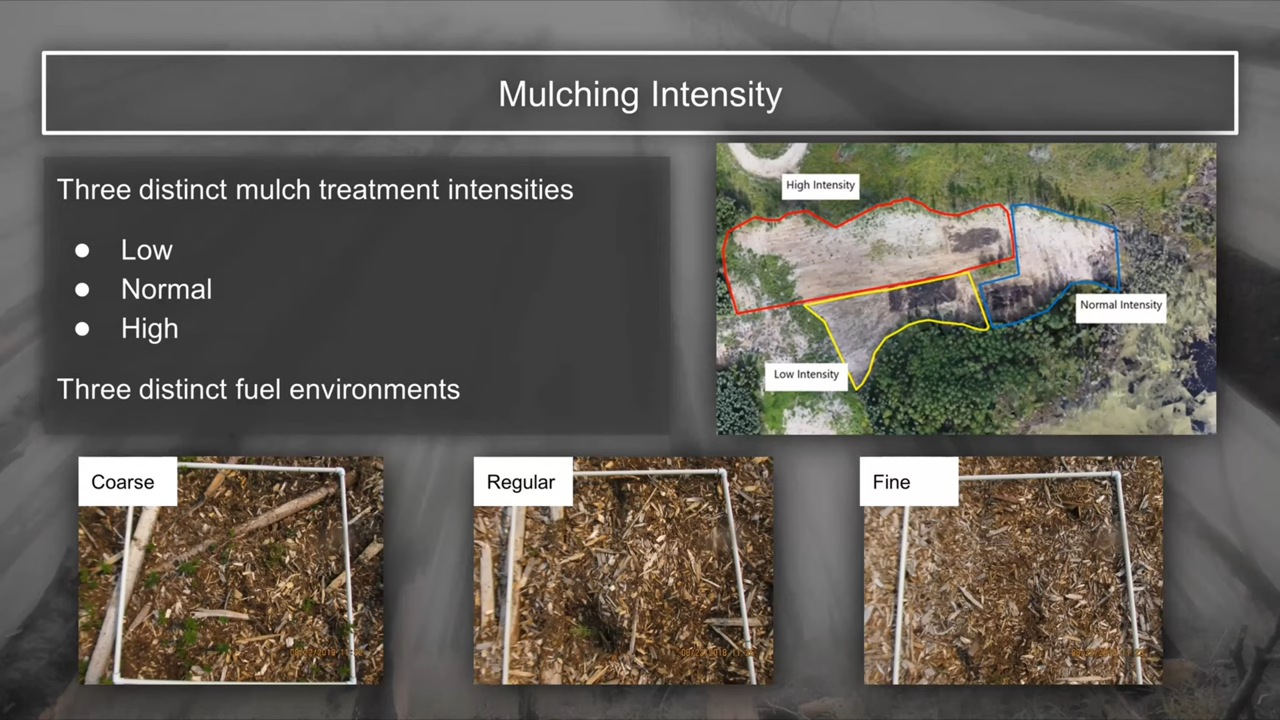 Mulching Intensity
Three distinct mulch treatment intensities
● Low
● Normal
● High
Three distinct fuel environments
High Intensity
Normal Intensity
Low Intensity
Coarse
Regular
Fine